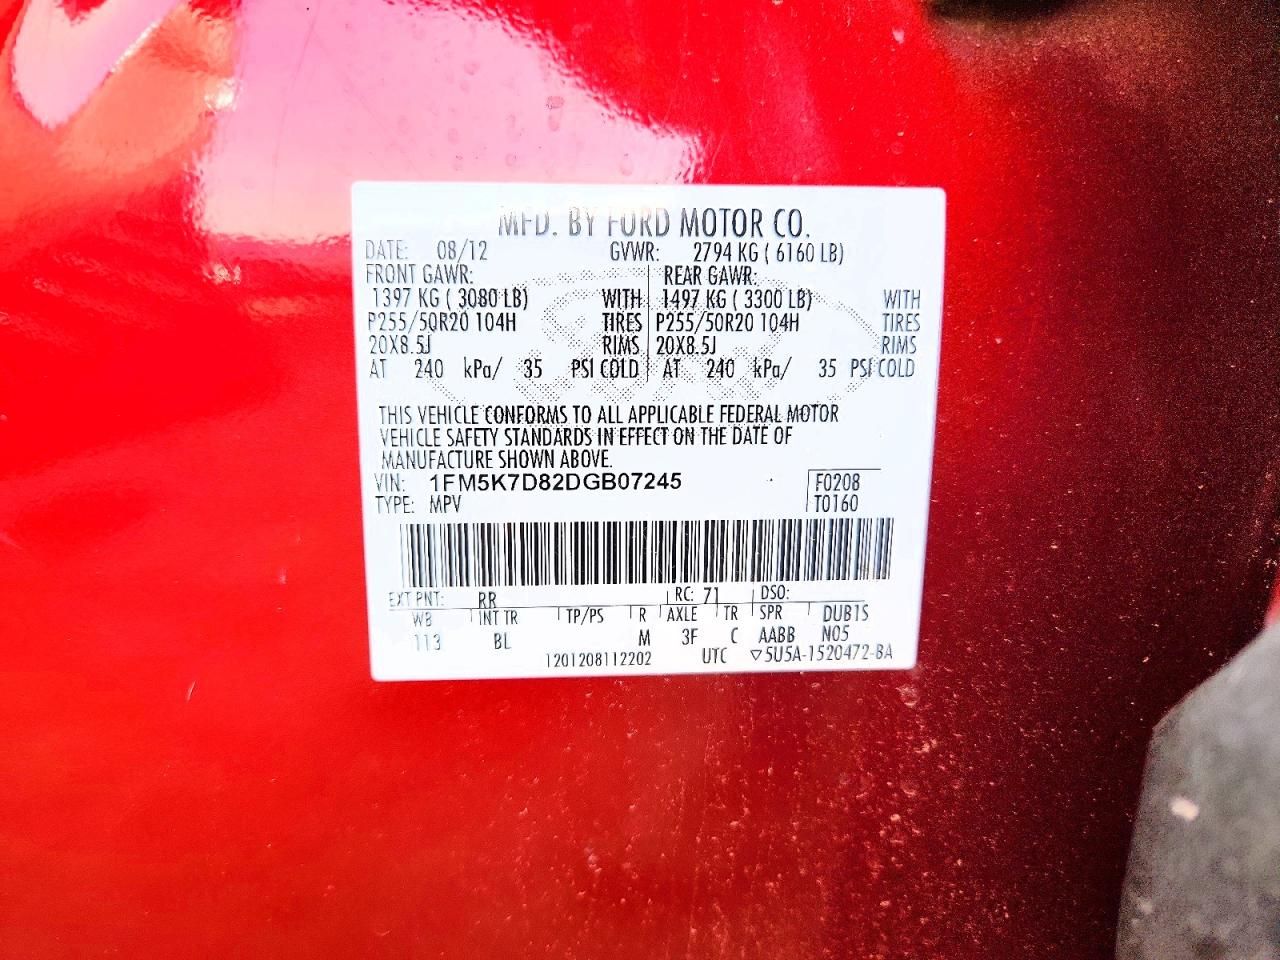 MFD. BY FORD MOTOR CO.
DATE: 08/12 GVWR: 2794 KG ( 6160 LB)
FRONT GAWR: REAR GAWR:
1397 KG ( 3080 LB) WITH 1497 KG ( 3300 LB) WITH
P255/50R20 104H TIRES P255/50R20 104H TIRES
20X8.5J RIMS 20X8.5J RIMS
AT 240 kPa/ 35 PSI COLD AT 240 kPa/ 35 PSI COLD
THIS VEHICLE CONFORMS TO ALL APPLICABLE FEDERAL MOTOR
VEHICLE SAFETY STANDARDS IN EFFECT ON THE DATE OF
MANUFACTURE SHOWN ABOVE.
VIN: 1FM5K7D82DGB07245 F0208
TYPE: MPV T0160
EXT PNT: RR RC: 71 DSO:
WB INT TR TP/PS R AXLE TR SPR DUB1S
113 BL M 3F C AABB N05
1201208112202 UTC ▽5U5A-1520472-BA